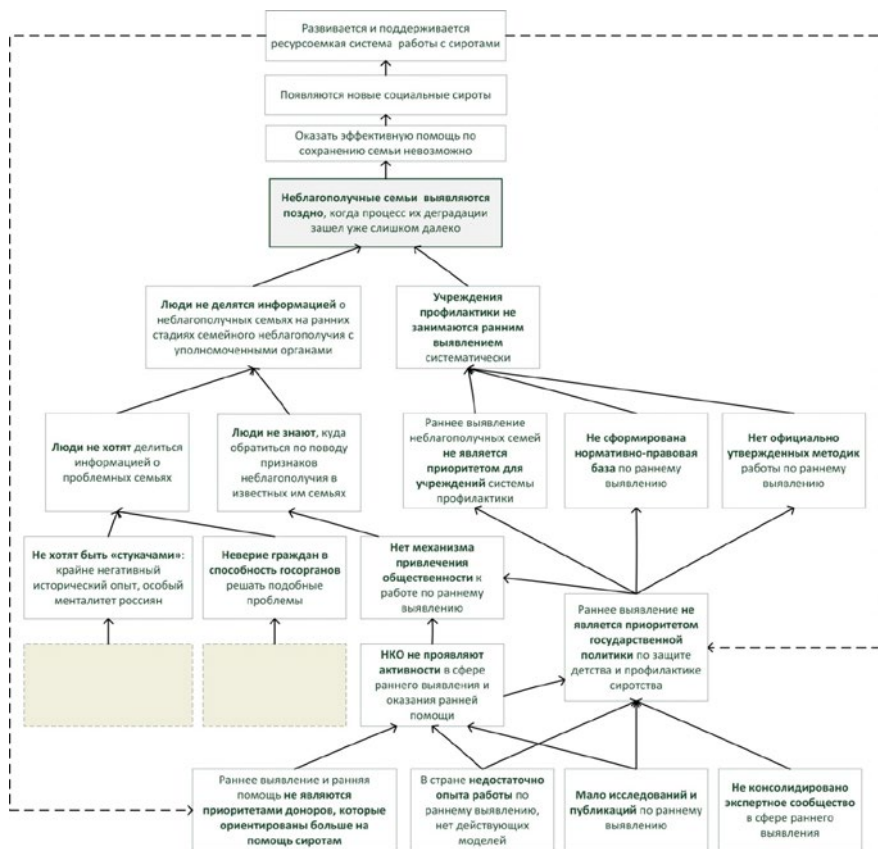 Развивается и поддерживается
ресурсоемкая система работы с сиротами
Появляются новые социальные сироты
Оказать эффективную помощь по
сохранению семьи невозможно
Неблагополучные семьи выявляются
поздно, когда процесс их деградации
зашел уже слишком далеко
Люди не делятся информацией о
неблагополучных семьях на ранних
стадиях семейного неблагополучия с
уполномоченными органами
Учреждения
профилактики не
занимаются ранним
выявлением
систематически
Люди не хотят делиться
информацией о
проблемных семьях
Люди не знают, куда
обратиться по поводу
признаков
неблагополучия в
известных им семьях
Раннее выявление
неблагополучных семей
не является
приоритетом для
учреждений системы
профилактики
Не сформирована
нормативно-правовая
база по раннему
выявлению
Нет официально
утвержденных методик
работы по раннему
выявлению
Не хотят быть «стукачами»:
крайне негативный
исторический опыт, особый
менталитет россиян
Неверие граждан в
способность госорганов
решать подобные
проблемы
Нет механизма
привлечения
общественности к
работе по раннему
выявлению
Раннее выявление не
является приоритетом
государственной
политики по защите
детства и профилактике
сиротства
НКО не проявляют
активности в сфере
раннего выявления и
оказания ранней
помощи
Раннее выявление и ранняя
помощь не являются
приоритетами доноров, которые
ориентированы больше на
помощь сиротам
В стране недостаточно
опыта работы по
раннему выявлению,
нет действующих
моделей
Мало исследований и
публикаций по раннему
выявлению
Не консолидировано
экспертное сообщество
в сфере раннего
выявления